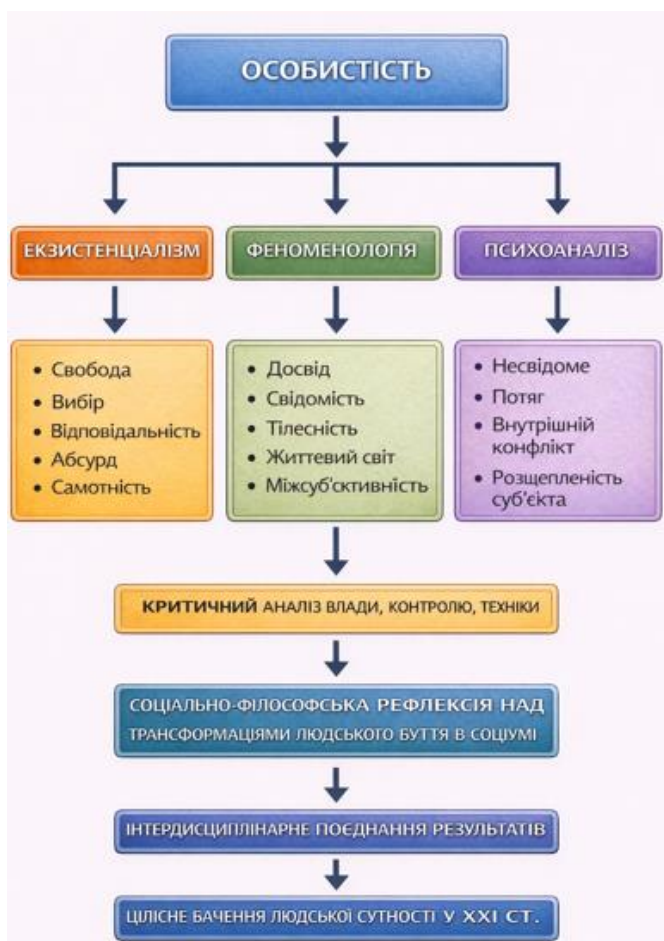 ОСОБИСТІСТЬ
ЕКЗИСТЕНЦІАЛІЗМ
• Свобода
• Вибір
• Відповідальність
• Абсурд
• Самотність
ФЕНОМЕНОЛОГІЯ
• Досвід
• Свідомість
• Тілесність
• Життевий світ
• Міжсуб'єктивність
ПСИХОАНАЛІЗ
• Несвідоме
• Потяг
• Внутрішній
конфлікт
• Розщепленість
суб'єкта
КРИТИЧНИЙ АНАЛІЗ ВЛАДИ, КОНТРОЛЮ, ТЕХНІКИ
СОЦІАЛЬНО-ФІЛОСОФСЬКА РЕФЛЕКСІЯ НАД
ТРАНСФОРМАЦІЯМИ ЛЮДСЬКОГО БУТТЯ В СОЦІУМІ
ІНТЕРДИСЦИПЛІНАРНЕ ПОЄДНАННЯ РЕЗУЛЬТАТІВ
ЦІЛІСНЕ БАЧЕННЯ ЛЮДСЬКОЇ СУТНОСТІ У XXI СТ.